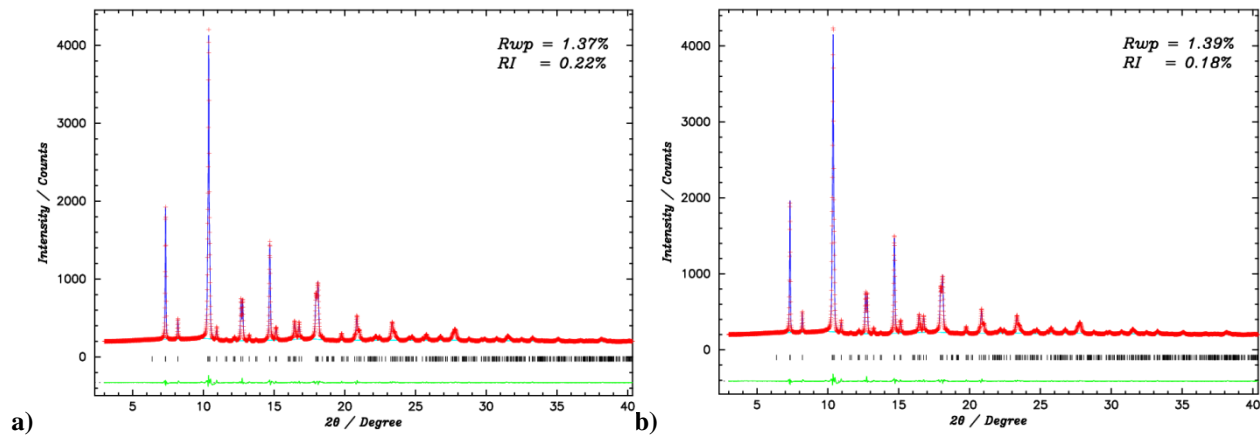 4000
3000
2000
1000
0
Intensity / Counts
Rwp = 1.37%
RI = 0.22%
5 10 15 20 25 30 35 40
2θ / Degree
a)
4000
3000
2000
1000
0
Intensity / Counts
Rwp = 1.39%
RI = 0.18%
5 10 15 20 25 30 35 40
2θ / Degree
b)